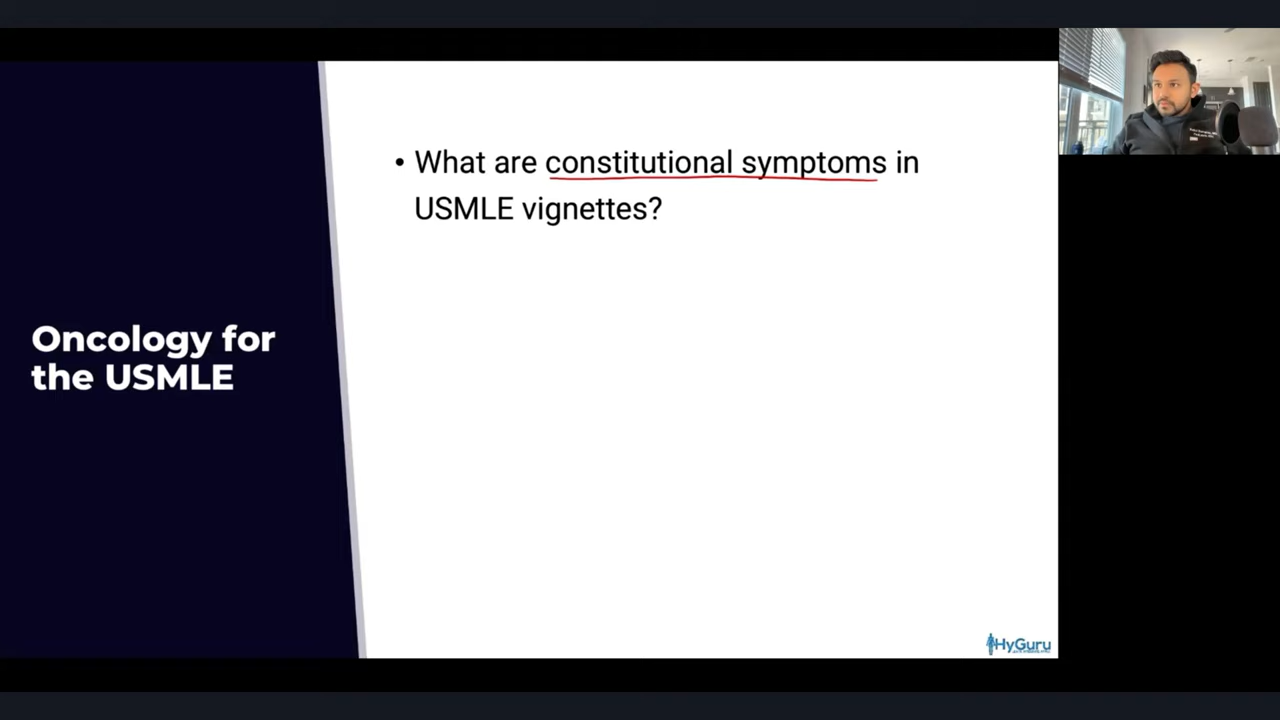 • What are constitutional symptoms in
USMLE vignettes?
Oncology for
the USMLE
HyGuru